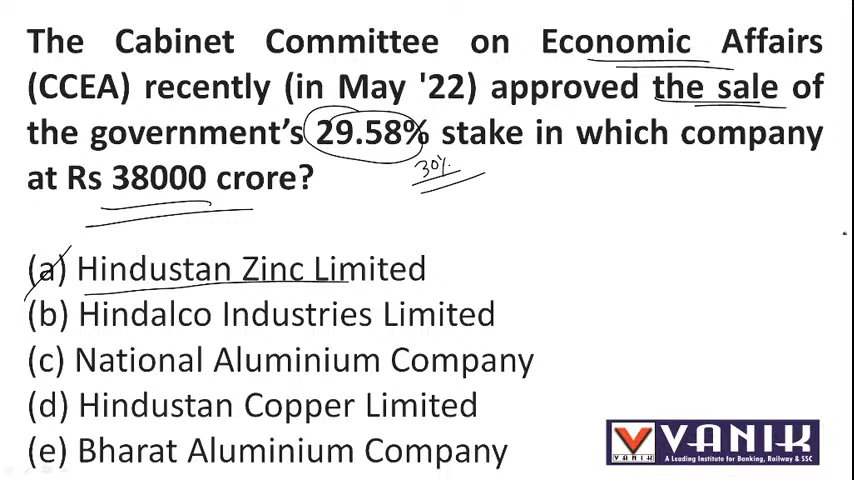 The Cabinet Committee on Economic Affairs
(CCEA) recently (in May '22) approved the sale of
the government's 29.58% stake in which company
at Rs 38000 crore?
30%.
(a) Hindustan Zinc Limited
(b) Hindalco Industries Limited
(c) National Aluminium Company
(d) Hindustan Copper Limited
(e) Bharat Aluminium Company
VANIK
VANIK
A Leading Institute for Banking, Railway & SSC